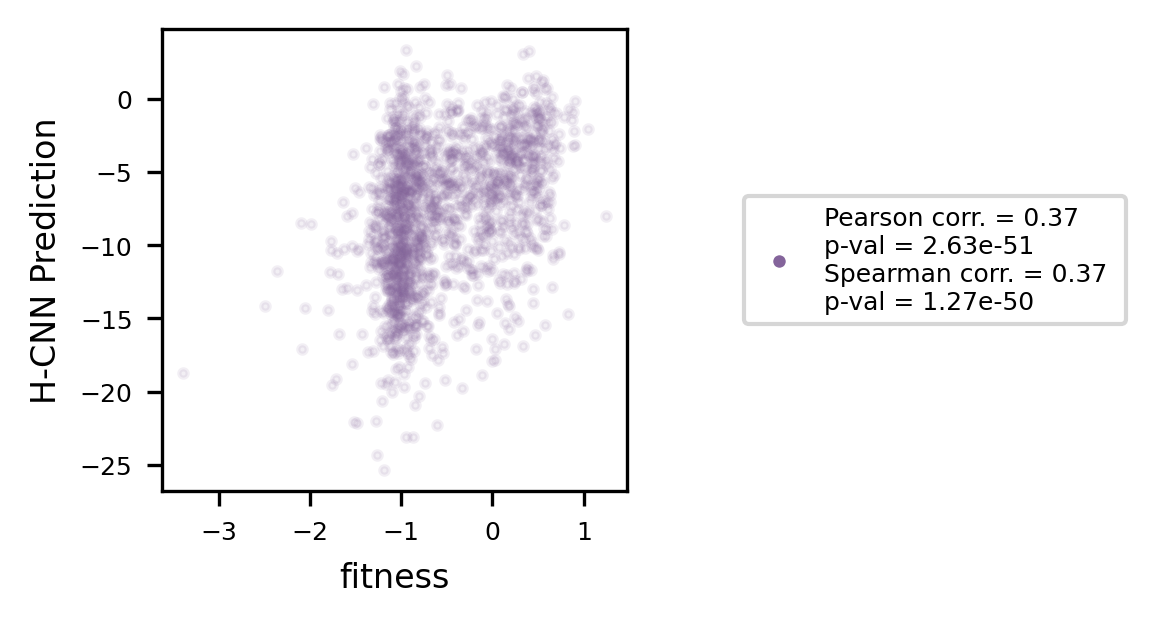 0
−5
−10
−15
−20
−25
H-CNN Prediction
−3
−2
−1
0
1
fitness
Pearson corr. = 0.37
p-val = 2.63e-51
Spearman corr. = 0.37
p-val = 1.27e-50